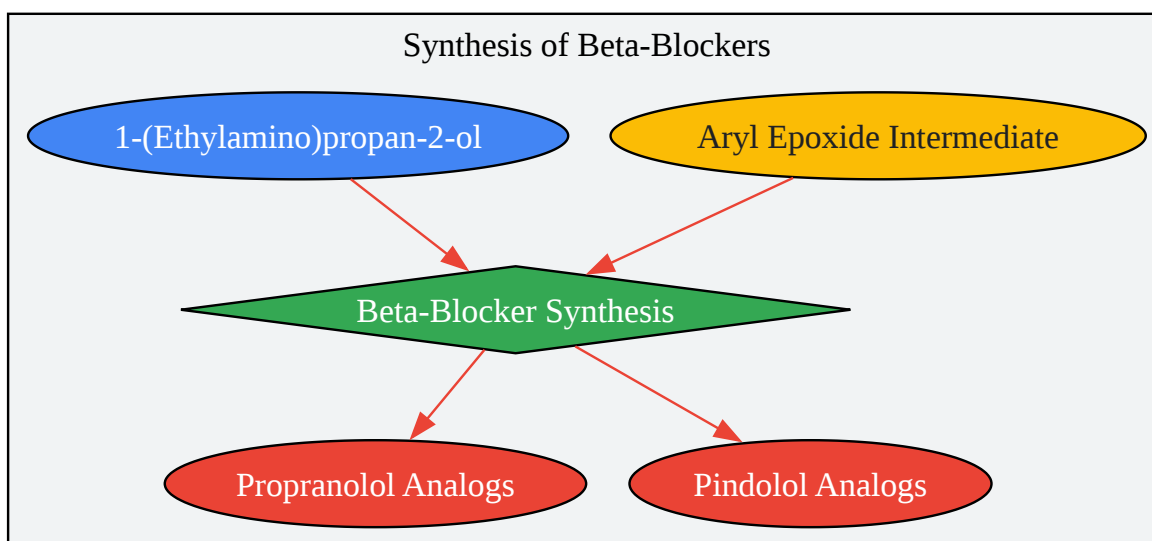 Synthesis of Beta-Blockers
1-(Ethylamino)propan-2-ol
Aryl Epoxide Intermediate
Beta-Blocker Synthesis
Propranolol Analogs
Pindolol Analogs